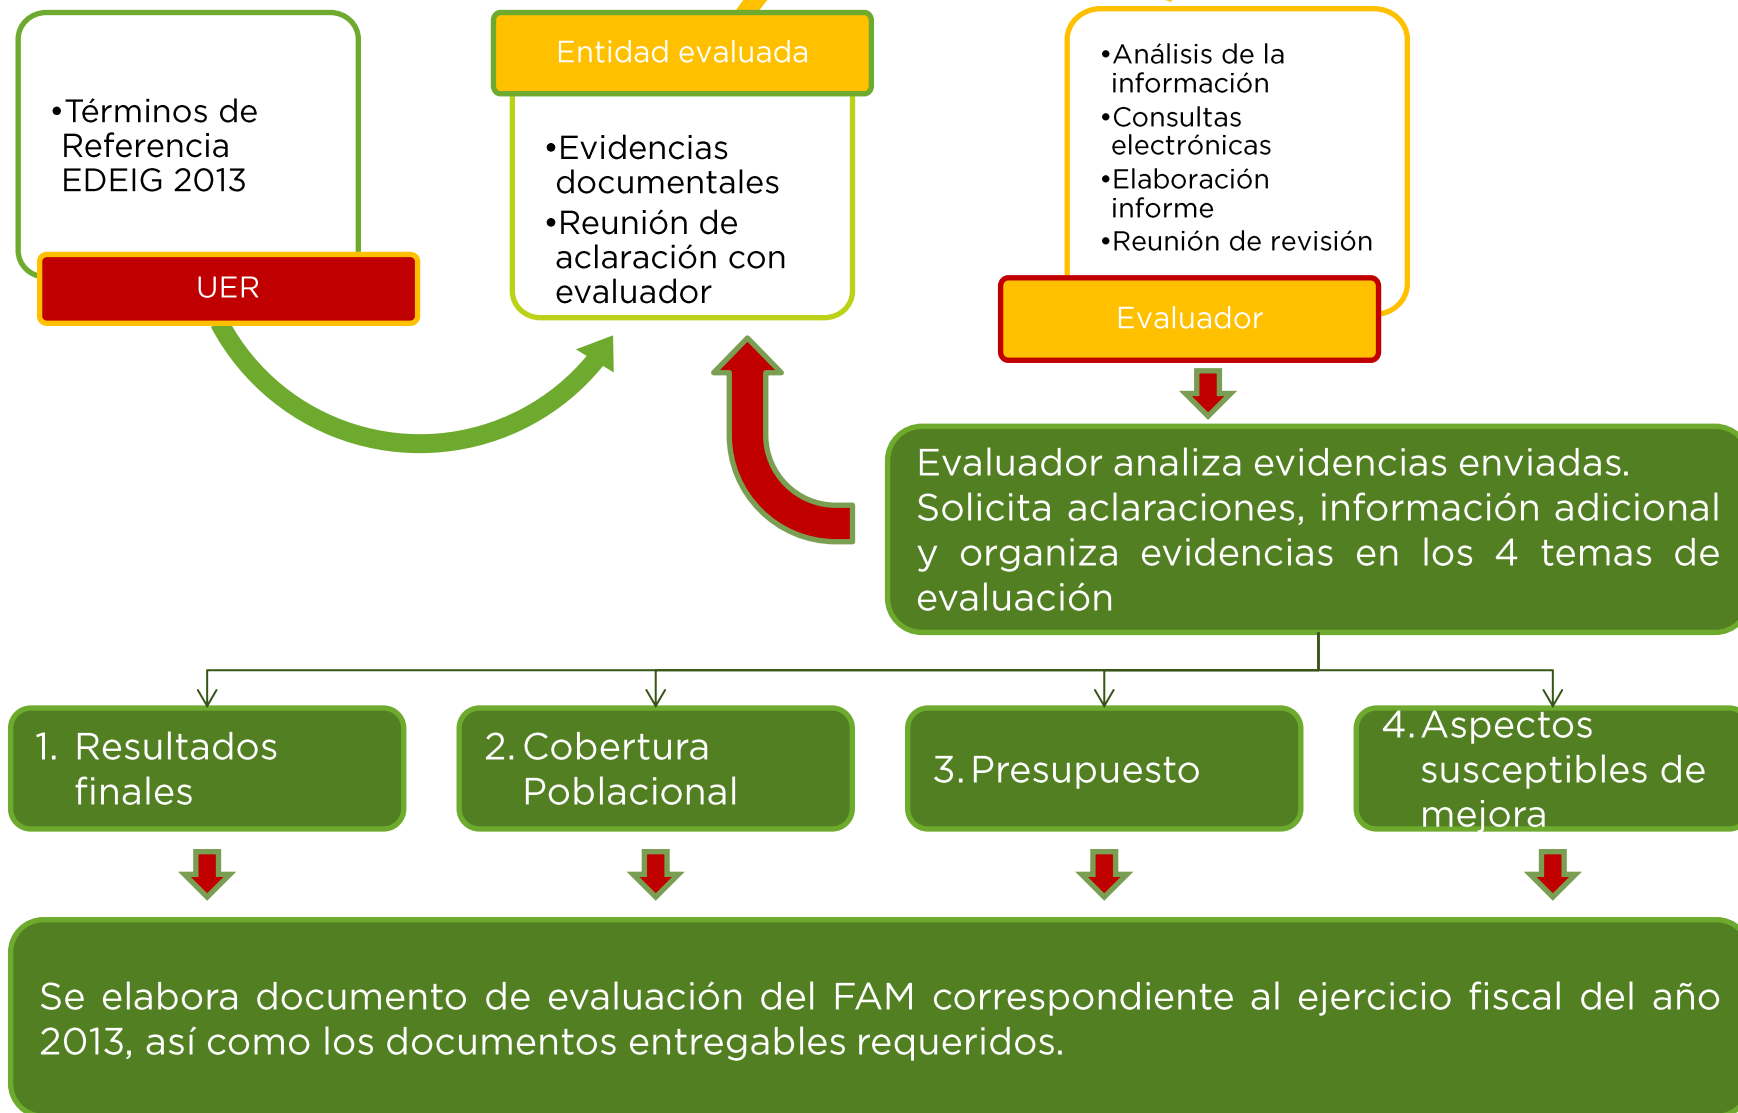 •Términos de
Referencia
EDEIG 2013
UER
Entidad evaluada
•Evidencias
documentales
•Reunión de
aclaración con
evaluador
•Análisis de la
información
•Consultas
electrónicas
•Elaboración
informe
•Reunión de revisión
Evaluador
Evaluador analiza evidencias enviadas.
Solicita aclaraciones, información adicional
y organiza evidencias en los 4 temas de
evaluación
1. Resultados
finales
2. Cobertura
Poblacional
3. Presupuesto
4. Aspectos
susceptibles de
mejora
Se elabora documento de evaluación del FAM correspondiente al ejercicio fiscal del año
2013, así como los documentos entregables requeridos.